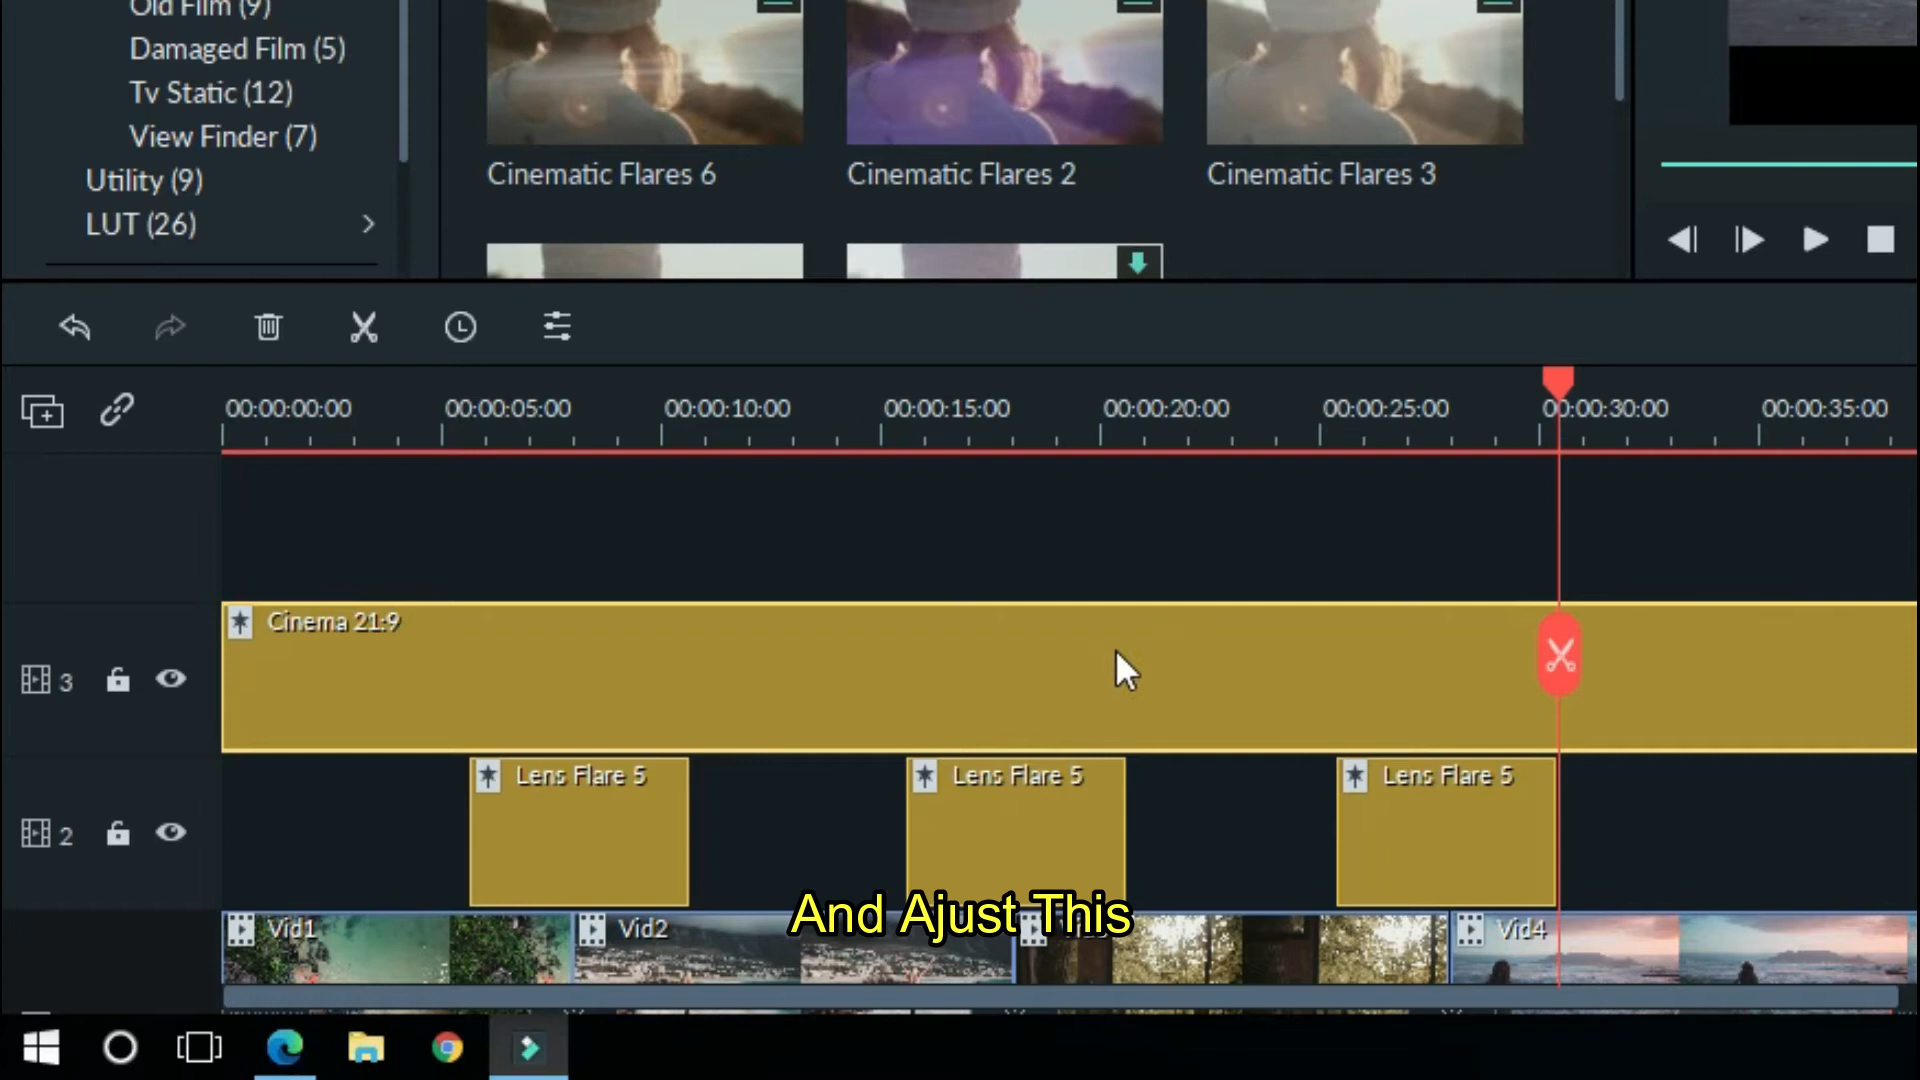 Old Film (9)
Damaged Film (5)
Tv Static (12)
View Finder (7)
Utility (9)
LUT (26)
Cinematic Flares 6
Cinematic Flares 2
Cinematic Flares 3
00:00:00:00
00:00:05:00
00:00:10:00
00:00:15:00
00:00:20:00
00:00:25:00
00:00:30:00
00:00:35:00
Cinema 21:9
3
Lens Flare 5
Lens Flare 5
Lens Flare 5
2
And Ajust This
Vid1
Vid2
Vid4